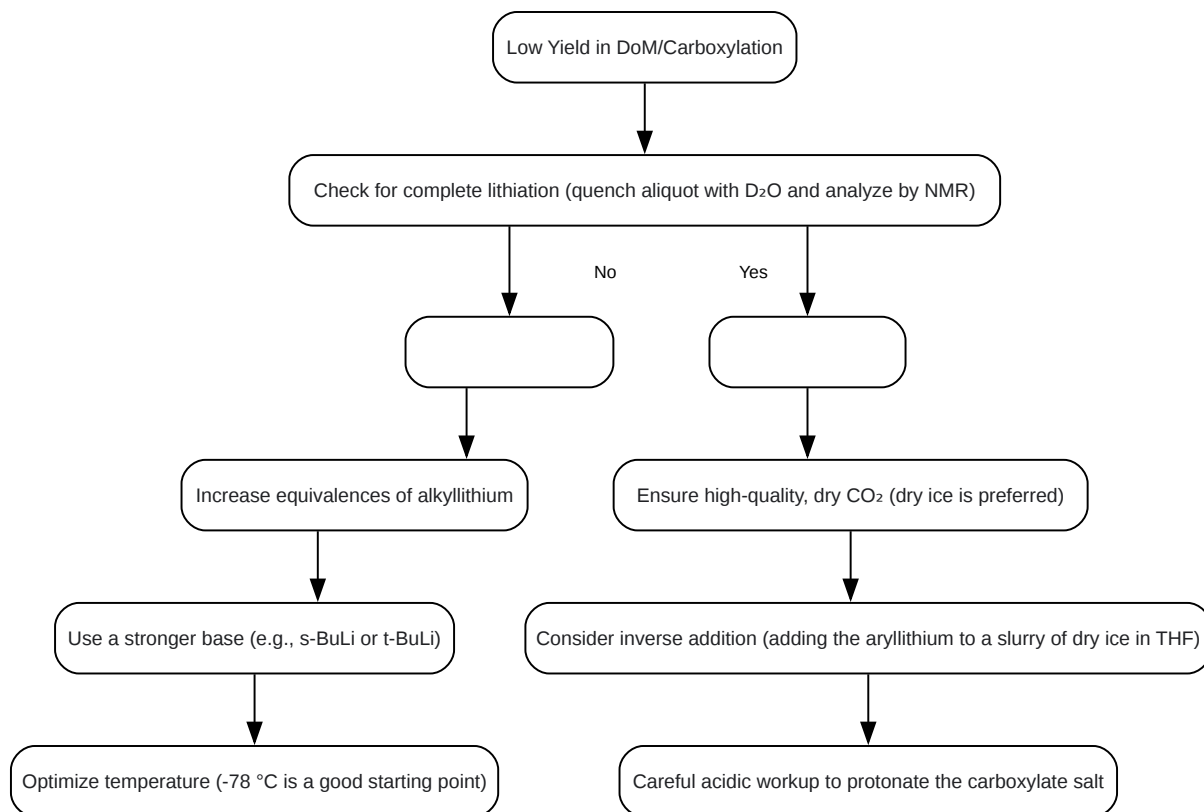 Low Yield in DoM/Carboxylation
Check for complete lithiation (quench aliquot with D₂O and analyze by NMR)
No
Yes
Increase equivalences of alkyllithium
Ensure high-quality, dry CO₂ (dry ice is preferred)
Use a stronger base (e.g., s-BuLi or t-BuLi)
Consider inverse addition (adding the aryllithium to a slurry of dry ice in THF)
Optimize temperature (-78 °C is a good starting point)
Careful acidic workup to protonate the carboxylate salt